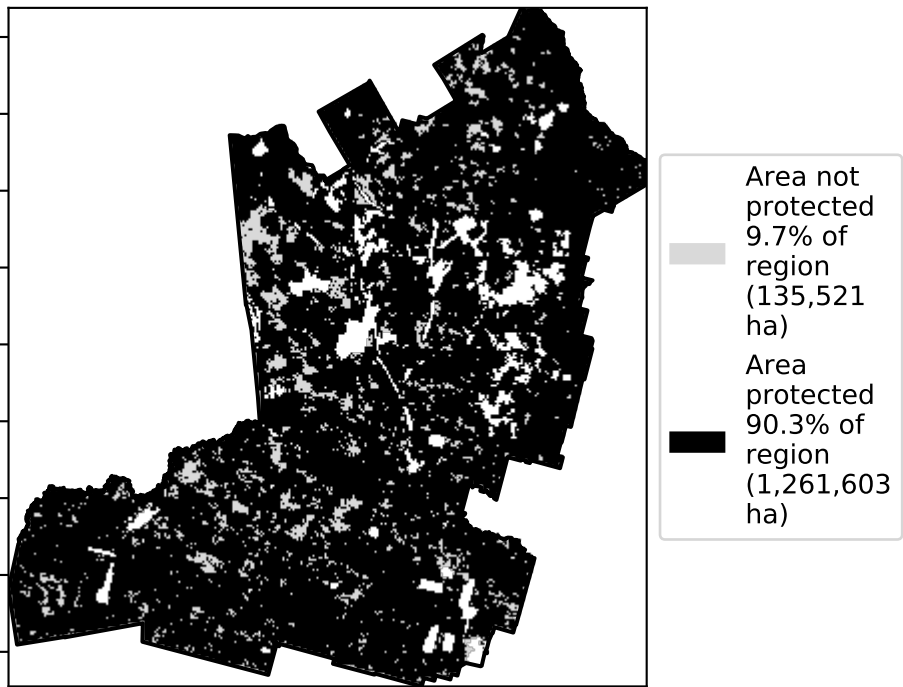 Area not
protected
9.7% of
region
(135,521
ha)
Area
protected
90.3% of
region
(1,261,603
ha)